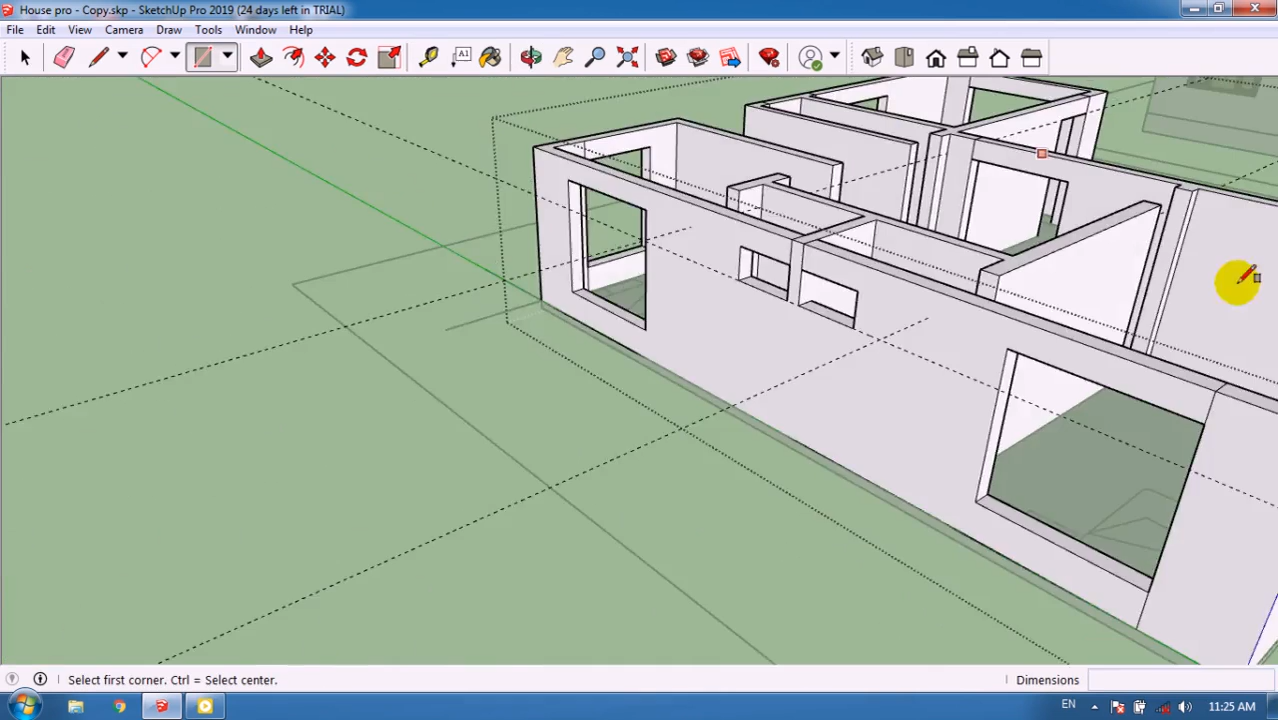 House pro - Copy.skp - SketchUp Pro 2019 (24 days left in TRIAL)
File Edit View Camera Draw Tools Window Help
A1
Select first corner. Ctrl = Select center.
Dimensions
EN
11:25 AM